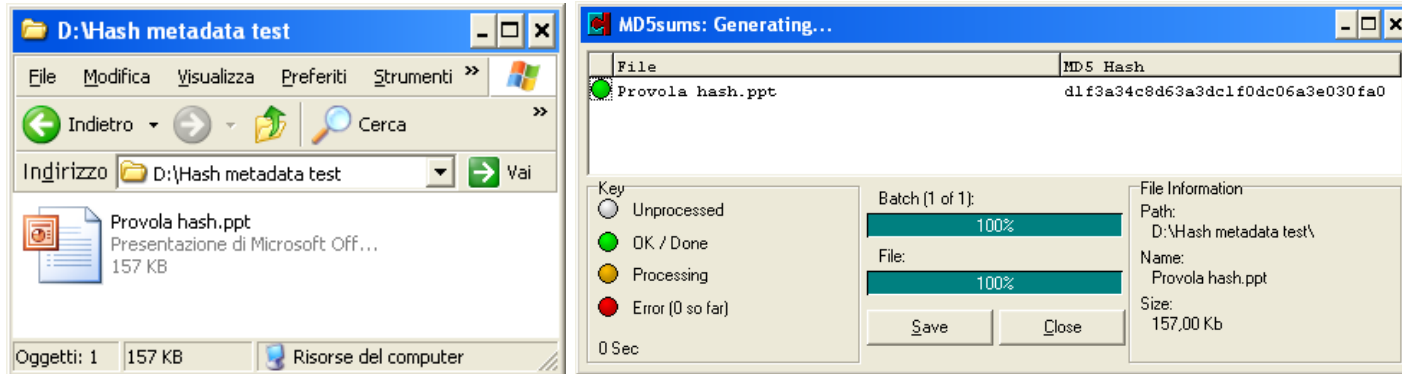 D:\Hash metadata test
File Modifica Visualizza Preferiti Strumenti »
Indietro Cerca »
Indirizzo D:\Hash metadata test Vai
Provola hash.ppt
Presentazione di Microsoft Off...
157 KB
Oggetti: 1 157 KB Risorse del computer
MD5sums: Generating...
File MD5 Hash
Provola hash.ppt d1f3a34c8d63a3dc1f0dc06a3e030fa0
Key
Unprocessed
OK / Done
Processing
Error (0 so far)
0 Sec
Batch (1 of 1):
100%
File:
100%
Save Close
File Information
Path:
D:\Hash metadata test\
Name:
Provola hash.ppt
Size:
157,00 Kb